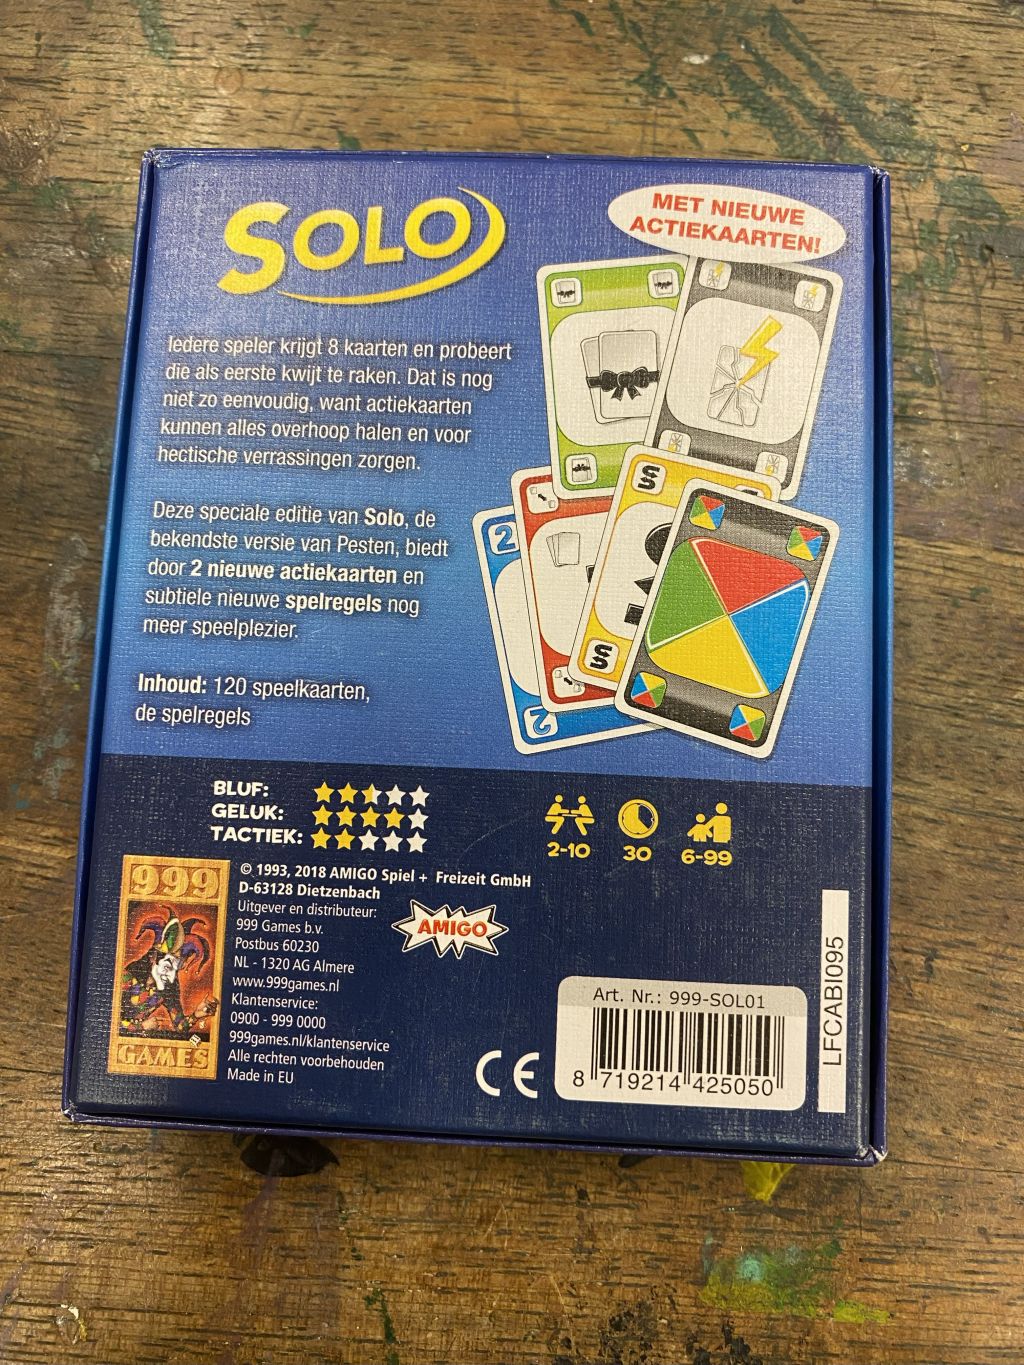 SOLO
MET NIEUWE
ACTIEKAARTEN!
Iedere speler krijgt 8 kaarten en probeert
die als eerste kwijt te raken. Dat is nog
niet zo eenvoudig, want actiekaarten
kunnen alles overhoop halen en voor
hectische verrassingen zorgen.
Deze speciale editie van Solo, de
bekendste versie van Pesten, biedt
door 2 nieuwe actiekaarten en
subtiele nieuwe spelregels nog
meer speelplezier.
Inhoud: 120 speelkaarten,
de spelregels
2
2
BLUF:
GELUK:
TACTIEK:
2-10
30
6-99
999
GAMES
© 1993, 2018 AMIGO Spiel + Freizeit GmbH
D-63128 Dietzenbach
Uitgever en distributeur:
999 Games b.v.
Postbus 60230
NL - 1320 AG Almere
www.999games.nl
Klantenservice:
0900 - 999 0000
999games.nl/klantenservice
Alle rechten voorbehouden
Made in EU
AMIGO
CE
Art. Nr.: 999-SOL01
8 719214 425050
LFCABI095